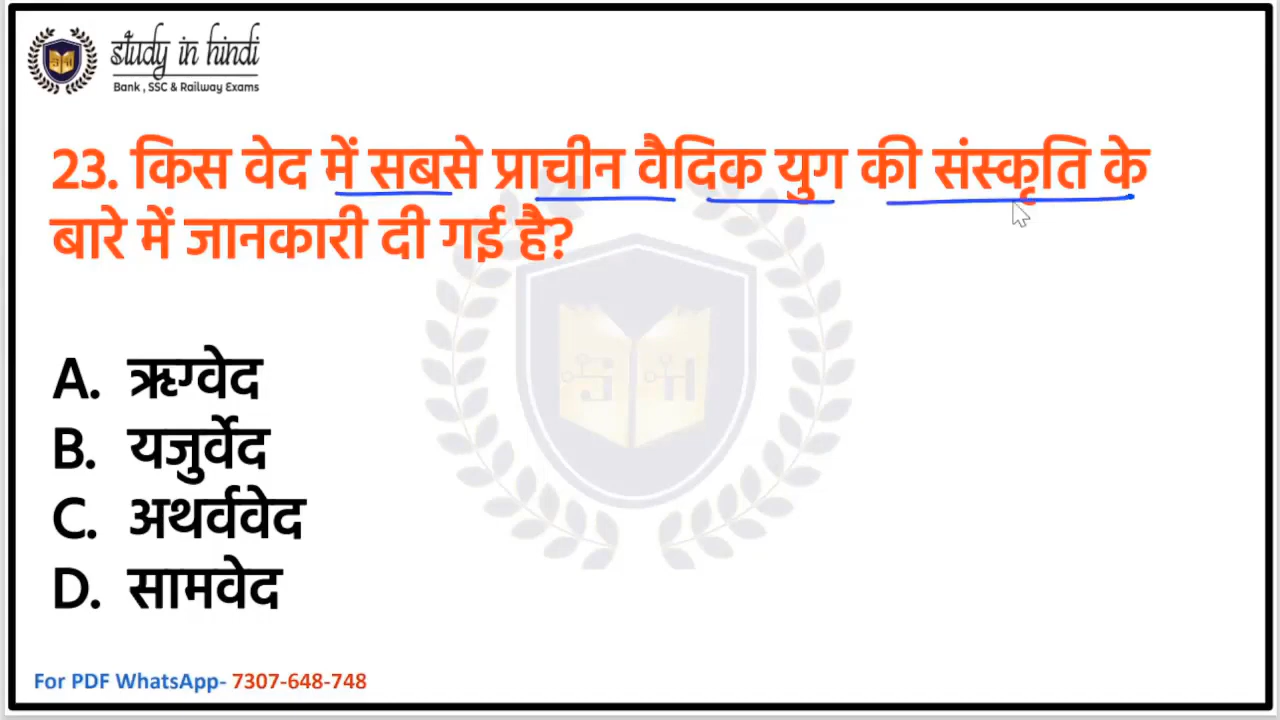 study in hindi
Bank , SSC & Railway Exams
23. किस वेद में सबसे प्राचीन वैदिक युग की संस्कृति के
बारे में जानकारी दी गई है?
A. ऋग्वेद
B. यजुर्वेद
C. अथर्ववेद
D. सामवेद
For PDF WhatsApp- 7307-648-748